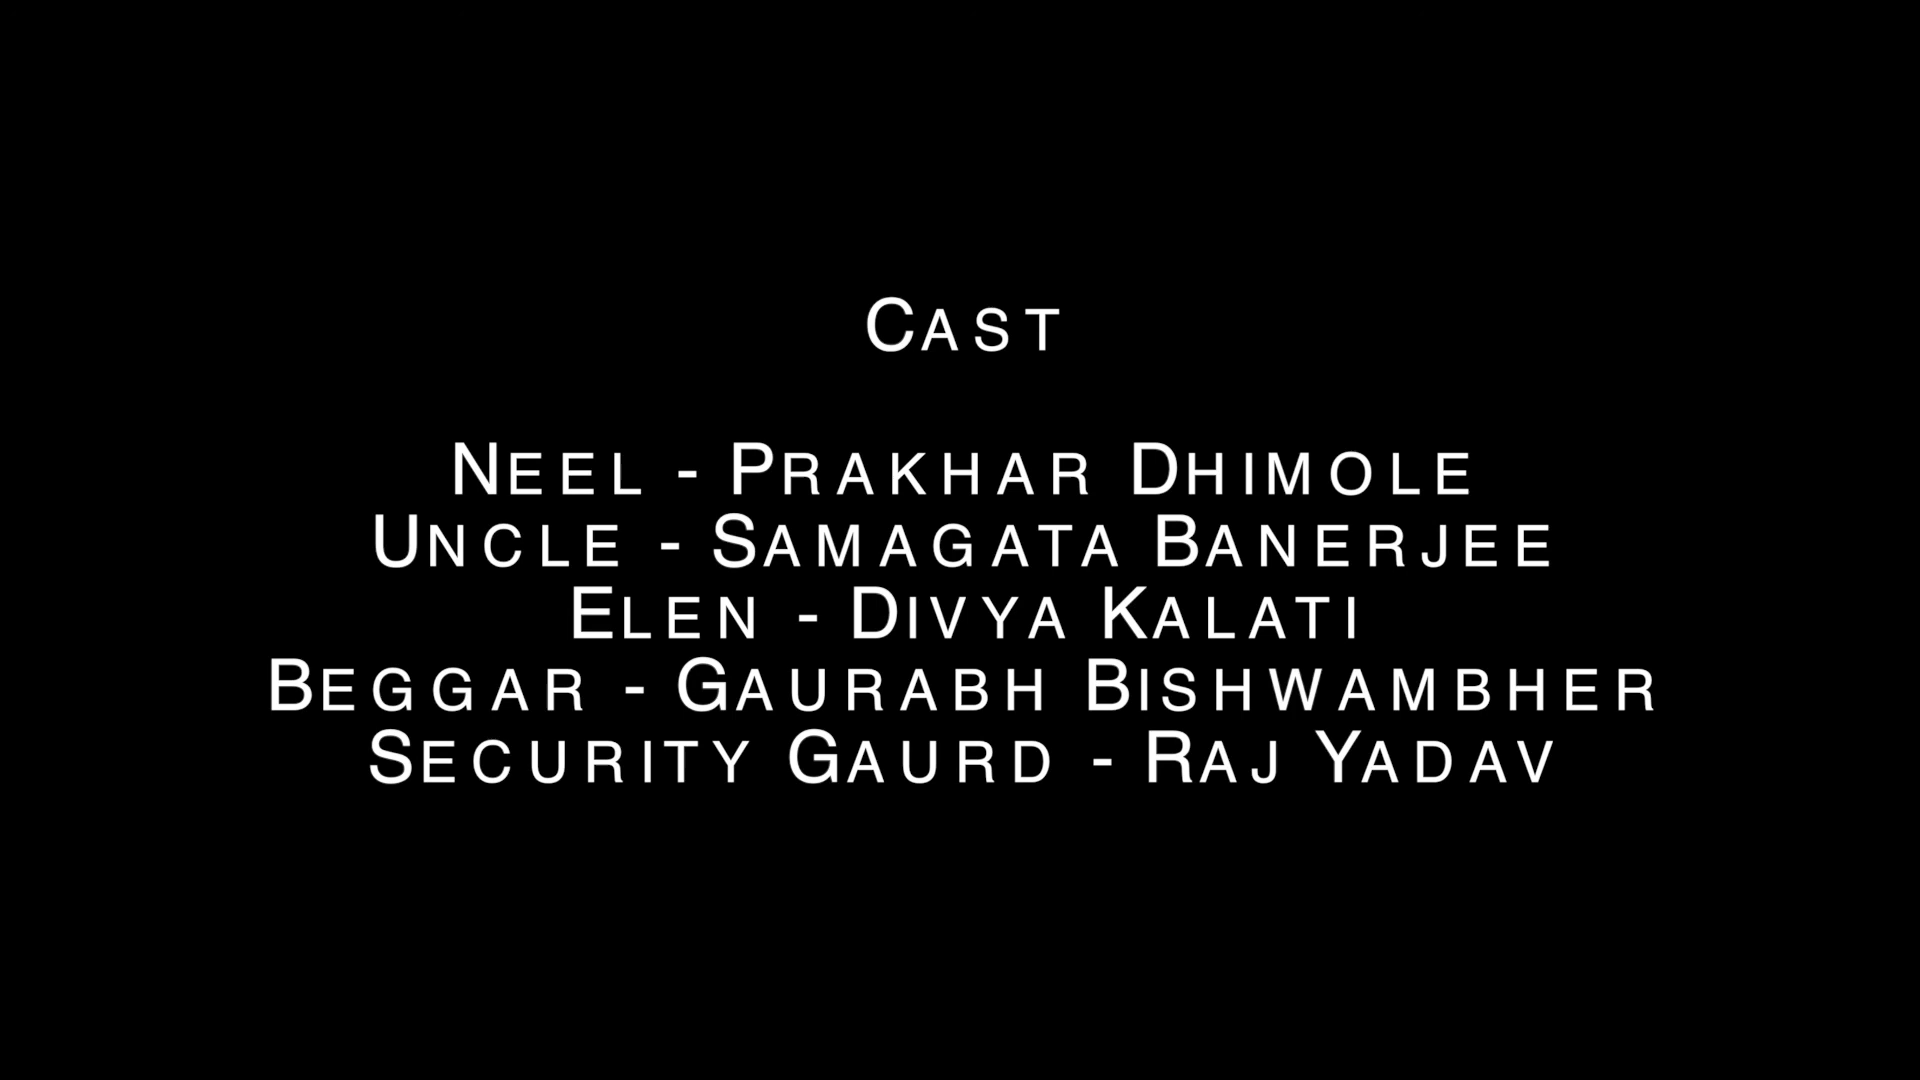 Cast
Neel - Prakhar Dhimole
Uncle - Samagata Banerjee
Elen - Divya Kalati
Beggar - Gaurabh Bishwambher
Security Gaurd - Raj Yadav